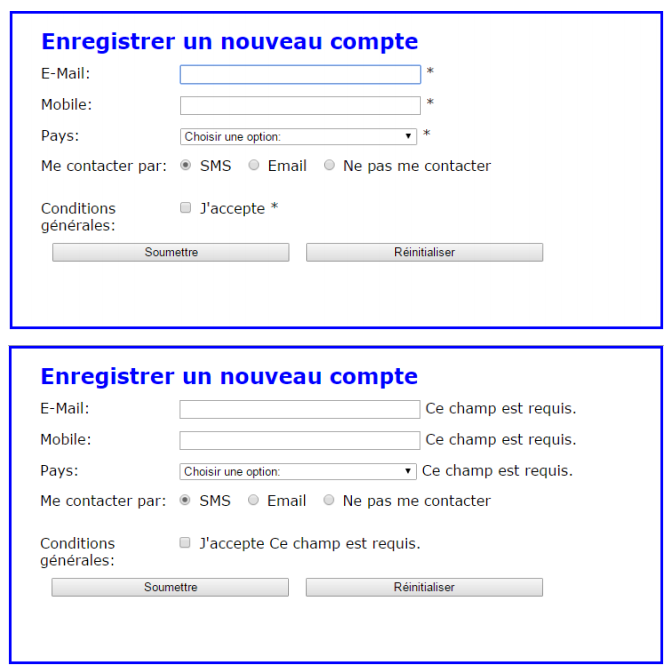 Enregistrer un nouveau compte
E-Mail: *
Mobile: *
Pays: Choisir une option: *
Me contacter par: SMS Email Ne pas me contacter
Conditions générales: J'accepte *
Soumettre Réinitialiser
Enregistrer un nouveau compte
E-Mail: Ce champ est requis.
Mobile: Ce champ est requis.
Pays: Choisir une option: Ce champ est requis.
Me contacter par: SMS Email Ne pas me contacter
Conditions générales: J'accepte Ce champ est requis.
Soumettre Réinitialiser